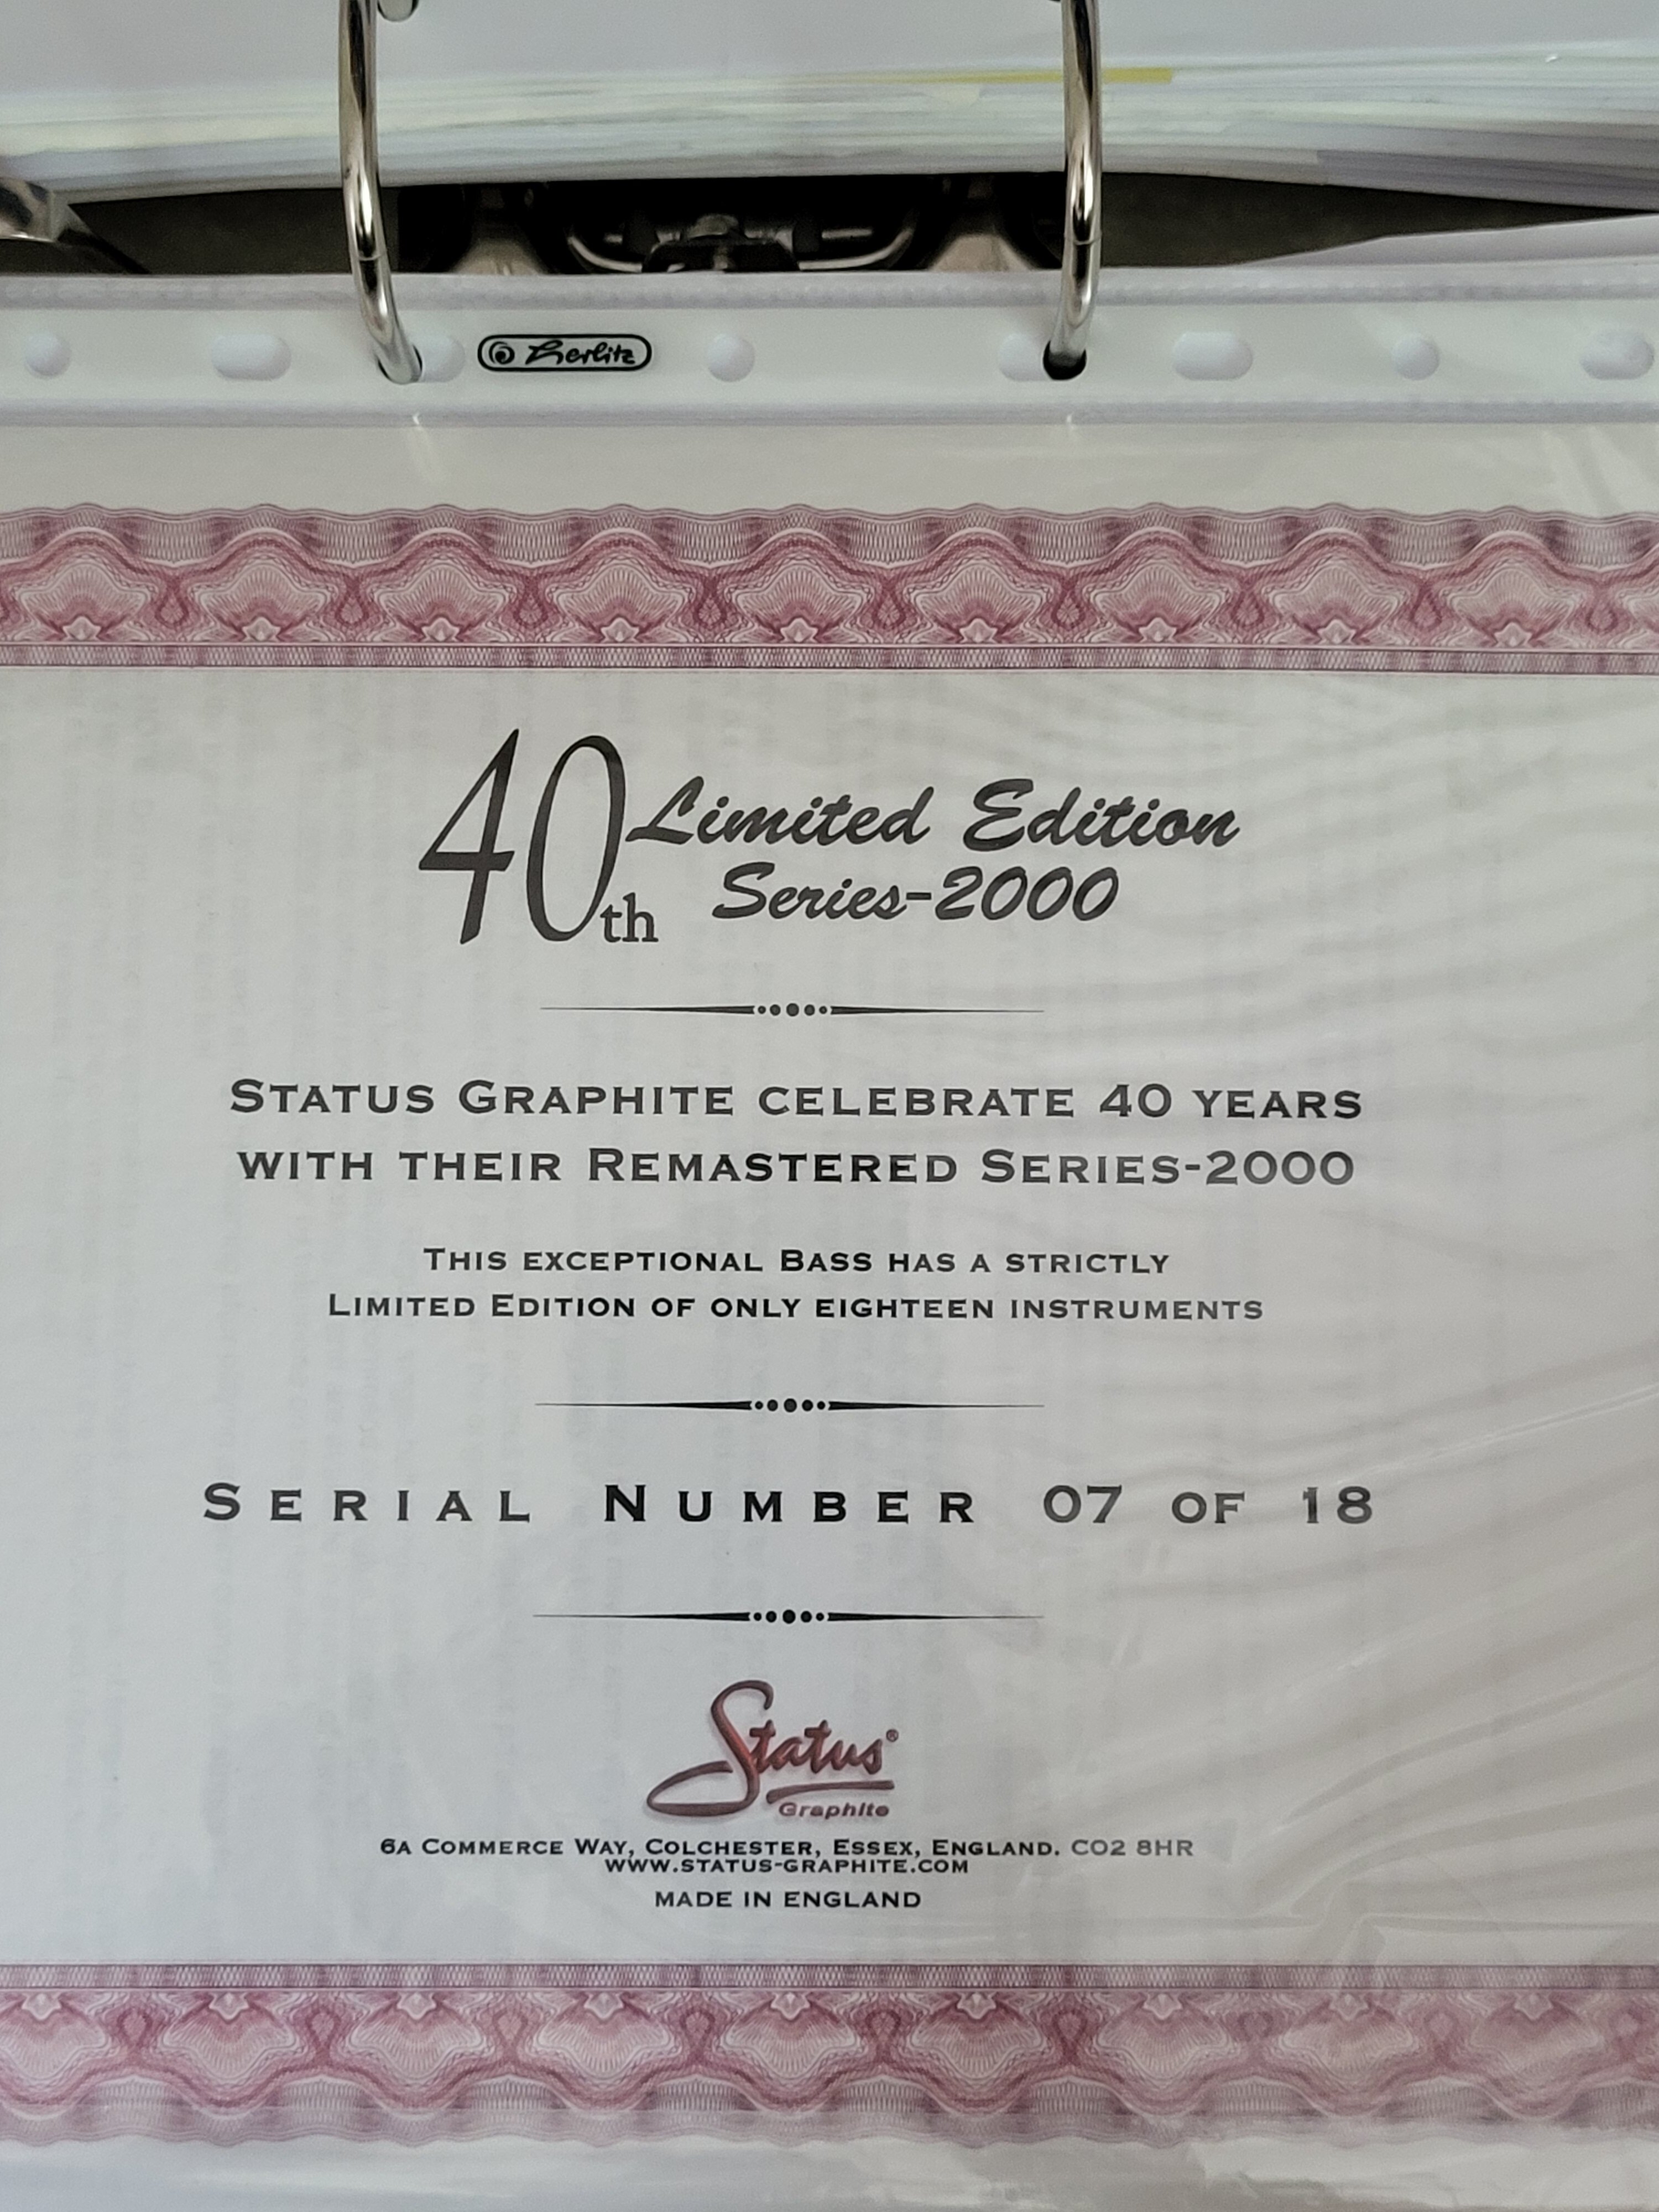 Herlitz
40th Limited Edition
Series-2000
STATUS GRAPHITE CELEBRATE 40 YEARS
WITH THEIR REMASTERED SERIES-2000
THIS EXCEPTIONAL BASS HAS A STRICTLY
LIMITED EDITION OF ONLY EIGHTEEN INSTRUMENTS
SERIAL NUMBER 07 OF 18
Status®
Graphite
6A COMMERCE WAY, COLCHESTER, ESSEX, ENGLAND. CO2 8HR
WWW.STATUS-GRAPHITE.COM
MADE IN ENGLAND